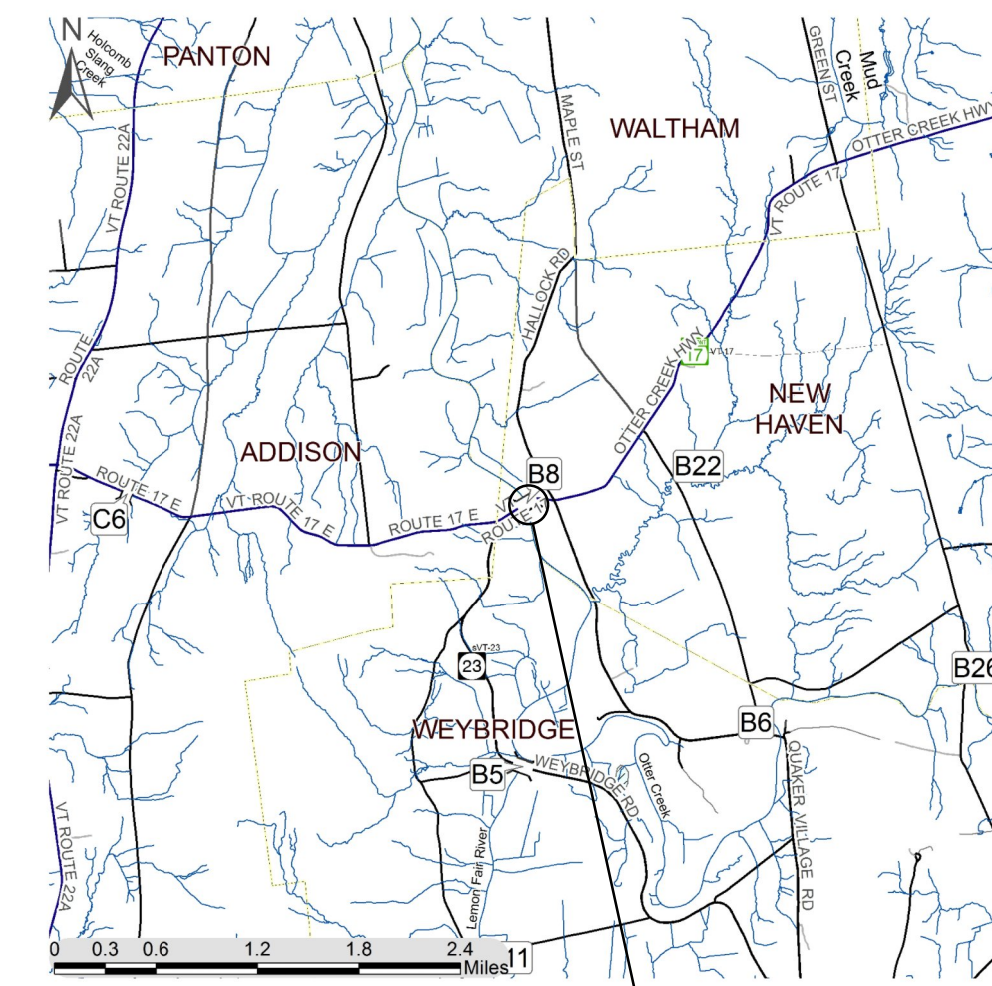 N
Holcomb
Slang
Creek
PANTON
VT ROUTE 22A
MAPLE ST
WALTHAM
GREEN ST
Mud
Creek
OTTER CREEK HWY
VT ROUTE 17
HALLOCK RD
ROUTE
22A
OTTER CREEK HWY
17
VT-17
NEW
HAVEN
VT ROUTE 22A
ADDISON
B8
B22
ROUTE 17 E
C6
VT ROUTE 17 E
ROUTE 17 E
ROUTE 17
sVT-23
23
B26
WEYBRIDGE
B6
B5
WEYBRIDGE RD
Otter Creek
QUAKER VILLAGE RD
VT ROUTE 22A
Lemon Fair River
0 0.3 0.6 1.2 1.8 2.4
Miles
11